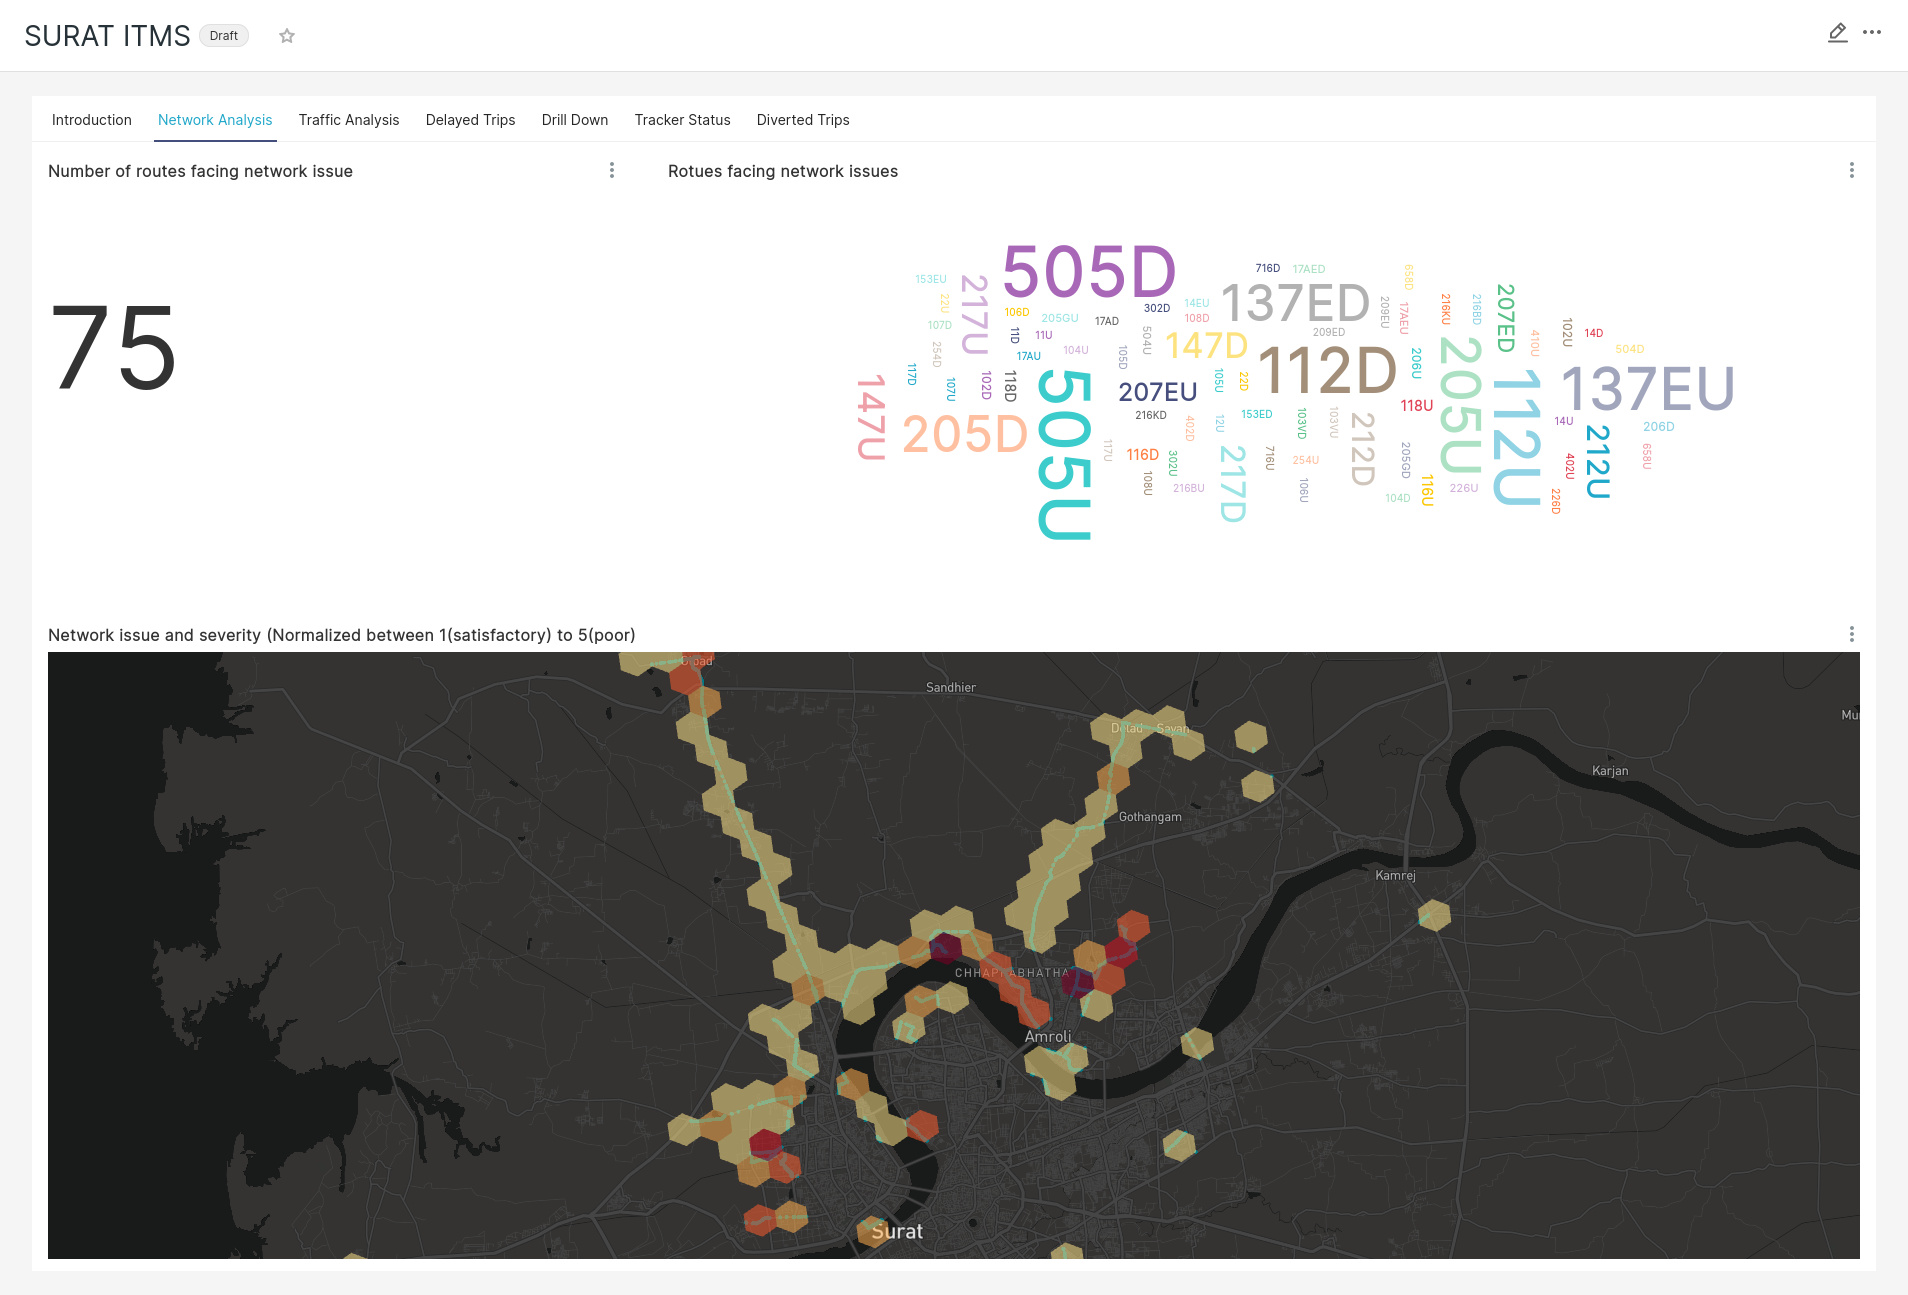 SURAT ITMS Draft
Introduction Network Analysis Traffic Analysis Delayed Trips Drill Down Tracker Status Diverted Trips
Number of routes facing network issue
75
Rotues facing network issues
505D
716D
17AED
658D
153EU
217U
137ED
207ED
22U
302D
14EU
209EU
17AEU
216KU
216BD
106D
205GU
17AD
108D
107D
11D
11U
504U
147D
209ED
410U
102U
14D
254D
17AU
104U
105D
112D
206U
205U
504D
117D
107U
102D
118D
505U
207EU
105U
22D
112U
137EU
147U
205D
216KD
402D
12U
153ED
103VD
103VU
212D
118U
14U
212U
206D
117U
116D
302U
217D
716U
254U
205GD
402U
658U
108U
216BU
106U
104D
116U
226U
226D
Network issue and severity (Normalized between 1(satisfactory) to 5(poor)
Olpad
Sandhier
Delad
Sayan
Karjan
Gothangam
Kamrej
CHHAPRABHATHA
Amroli
Surat